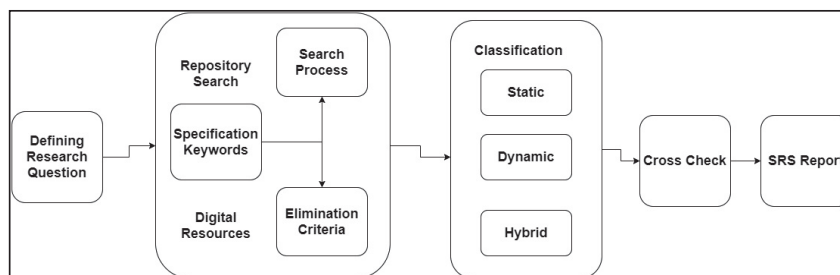 Defining
Research
Question
Repository
Search
Search
Process
Specification
Keywords
Digital
Resources
Elimination
Criteria
Classification
Static
Dynamic
Hybrid
Cross Check
SRS Report